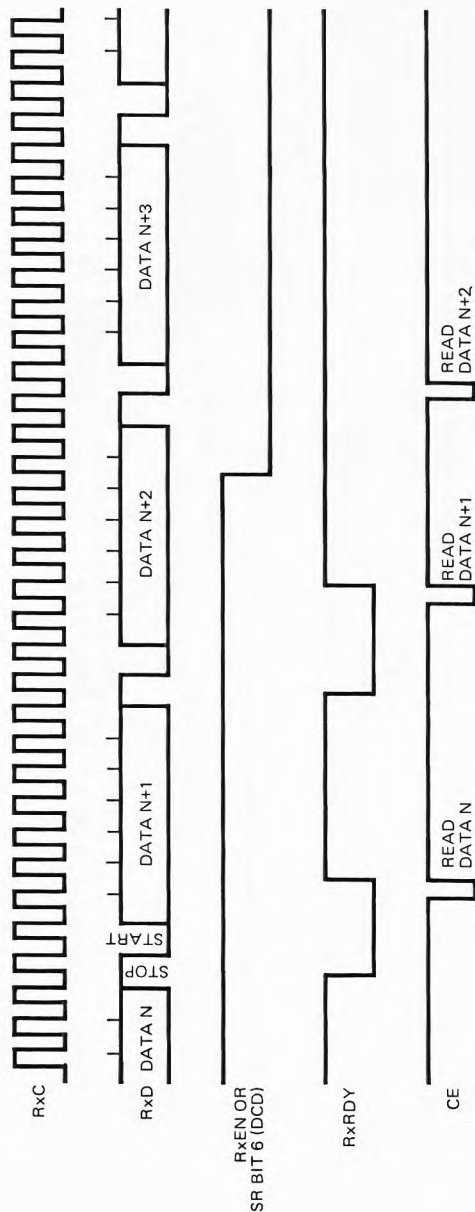 RxC
RxD
DATA N
STOP
START
DATA N+1
DATA N+2
DATA N+3
RxEN OR
SR BIT 6 (DCD)
RxRDY
CE
READ
DATA N
READ
DATA N+1
READ
DATA N+2